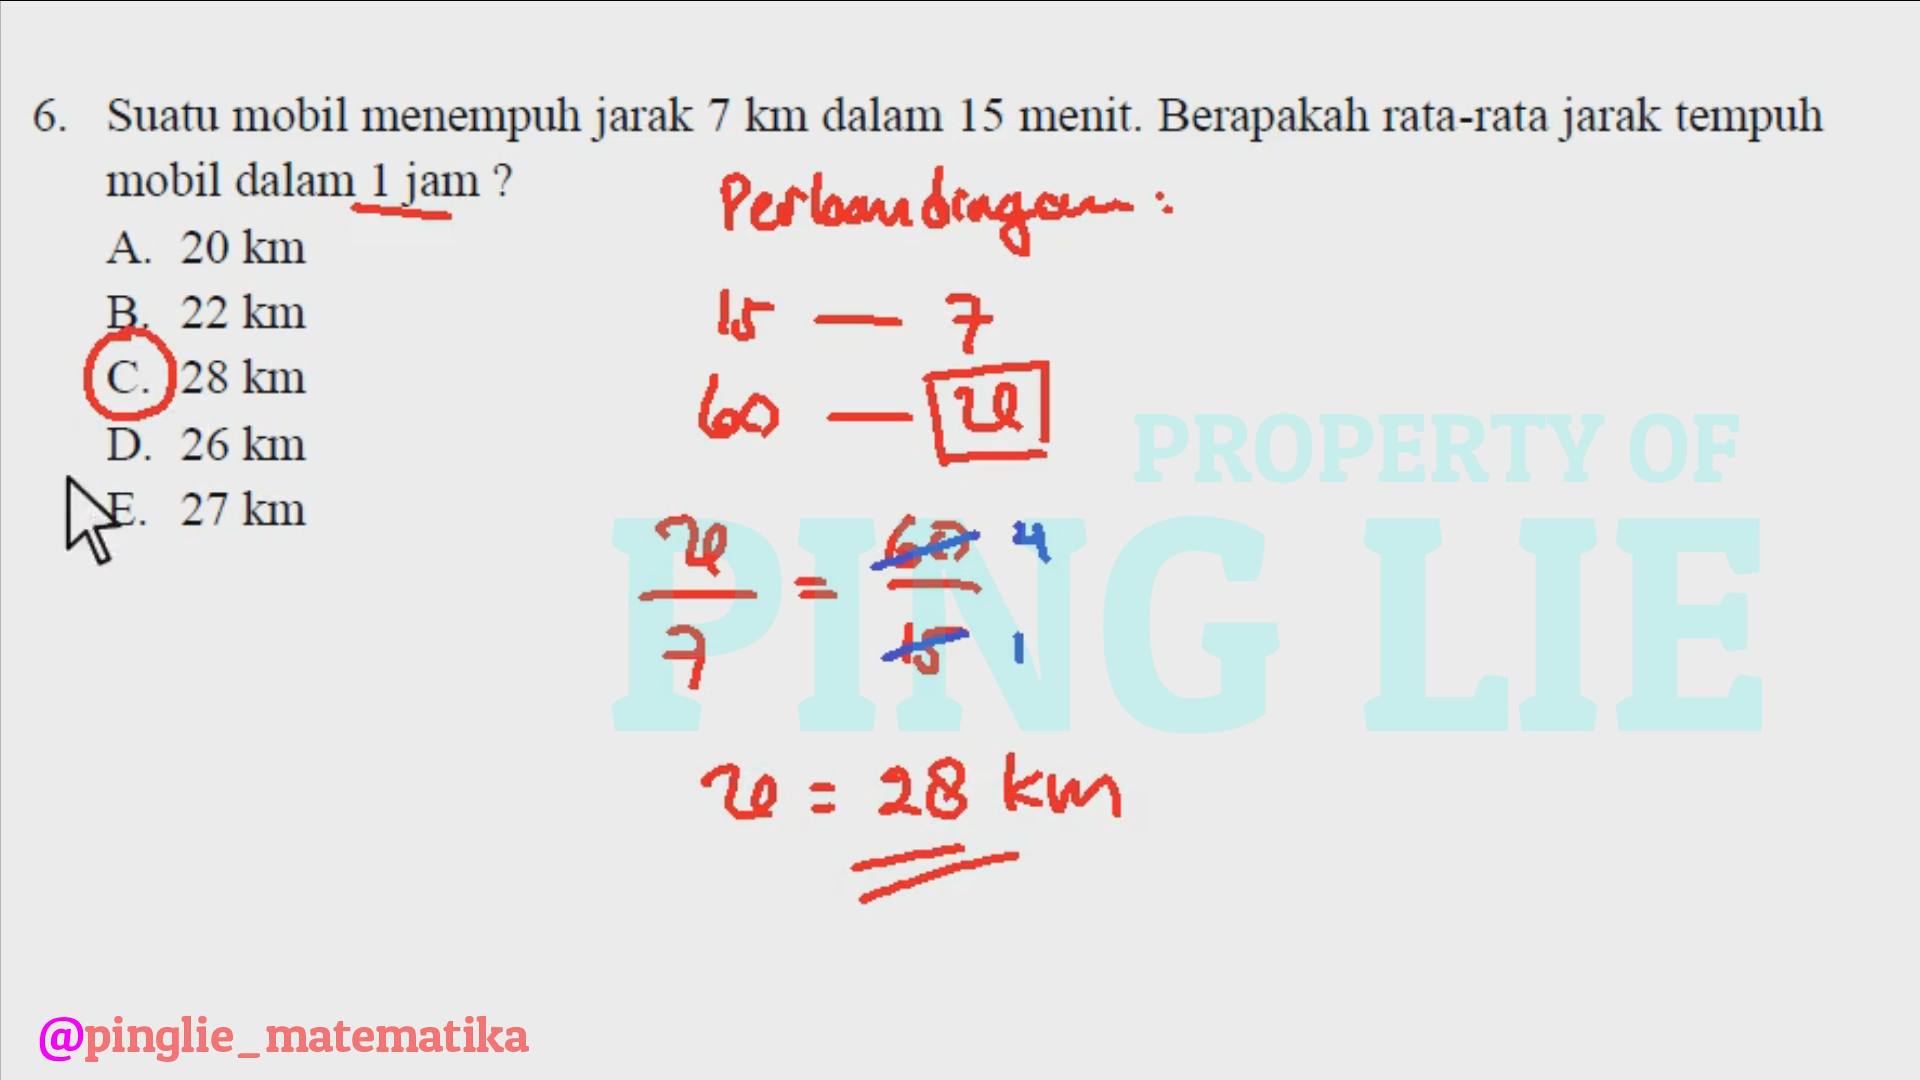 6. Suatu mobil menempuh jarak 7 km dalam 15 menit. Berapakah rata-rata jarak tempuh
mobil dalam 1 jam ?
A. 20 km
B. 22 km
C. 28 km
D. 26 km
E. 27 km
Perbandingan :
15 — 7
60 — x
x/7 = 60/15 4 1
x = 28 km
PROPERTY OF
PING LIE
@pinglie_matematika